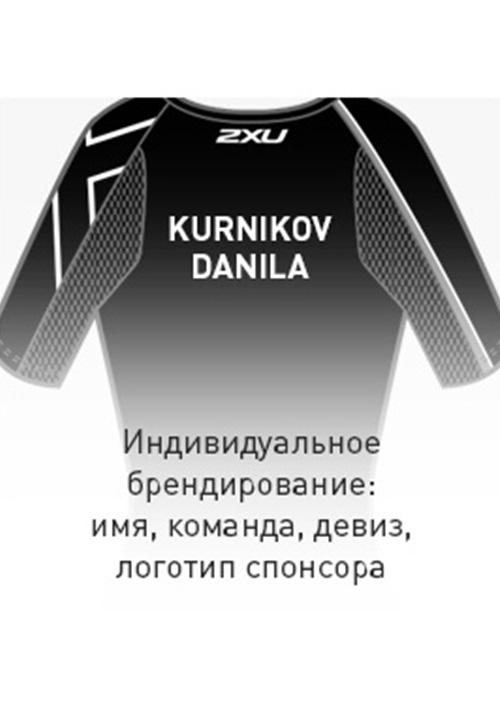 2XU
KURNIKOV
DANILA
Индивидуальное
брендирование:
имя, команда, девиз,
логотип спонсора